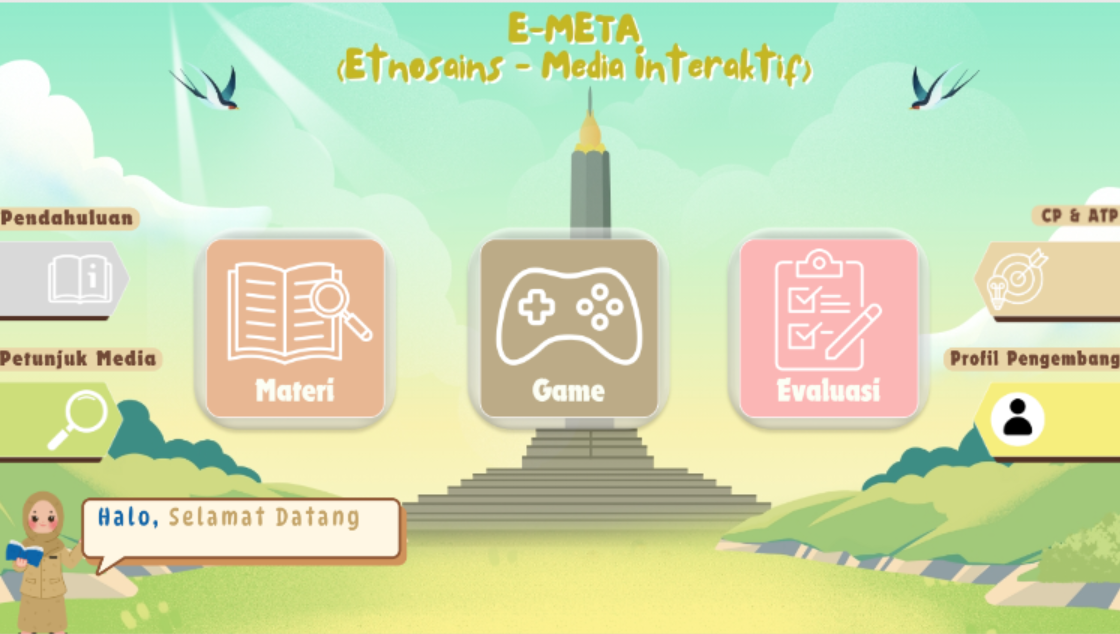 E-META
(Etnosains - Media interaktif)
Pendahuluan
CP & ATP
Petunjuk Media
Profil Pengembang
Materi
Game
Evaluasi
Halo, Selamat Datang